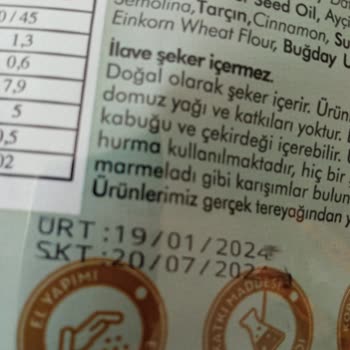 0 / 45
1,3
0,6
7,9
5
0,5
02
Semolina, Tarçın, Cinnamon, Su
Einkorn Wheat Flour, Buğday U
İlave şeker içermez.
Doğal olarak şeker içerir. Ürün
domuz yağı ve katkıları yoktur.
kabuğu ve çekirdeği içerebilir.
hurma kullanılmaktadır, hiç bir
marmeladı gibi karışımlar bulun
Ürünlerimiz gerçek tereyağından y
ÜRT :19/01/2024
SKT :20/07/202
EL YAPIMI
KATKI MADDESİ